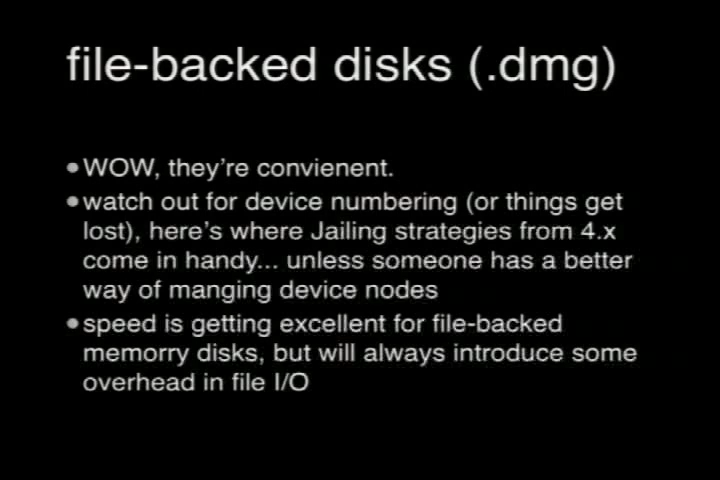 file-backed disks (.dmg)
•WOW, they're convienent.
•watch out for device numbering (or things get
lost), here's where Jailing strategies from 4.x
come in handy... unless someone has a better
way of manging device nodes
•speed is getting excellent for file-backed
memorry disks, but will always introduce some
overhead in file I/O